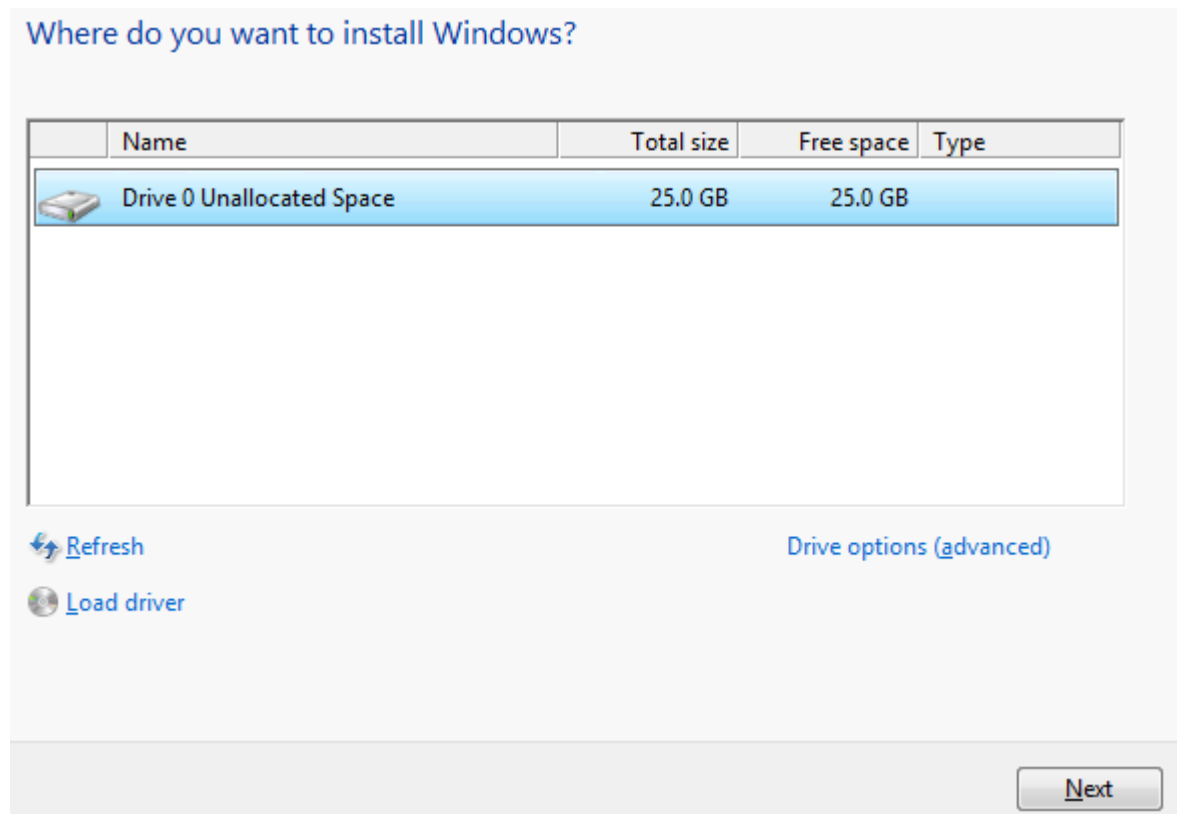 Where do you want to install Windows?
Name Total size Free space Type
Drive 0 Unallocated Space 25.0 GB 25.0 GB
Refresh Drive options (advanced)
Load driver
Next